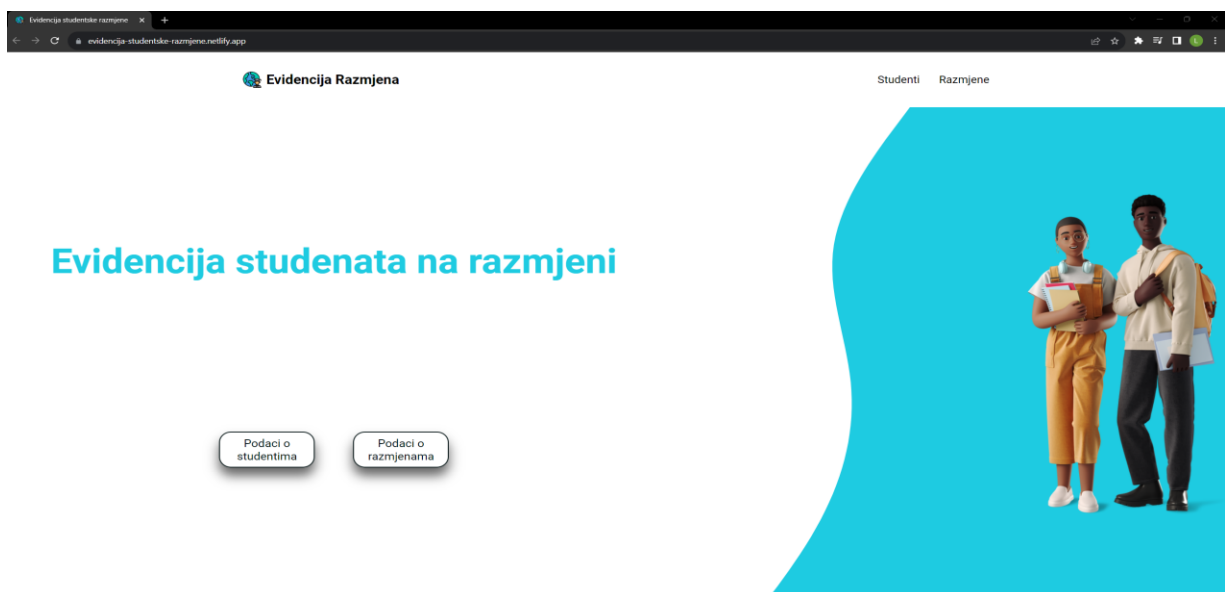 Evidencija studentske razmjene
evidencija-studentske-razmjene.netlify.app
Evidencija Razmjena
Studenti
Razmjene
Evidencija studenata na razmjeni
Podaci o
studentima
Podaci o
razmjenama